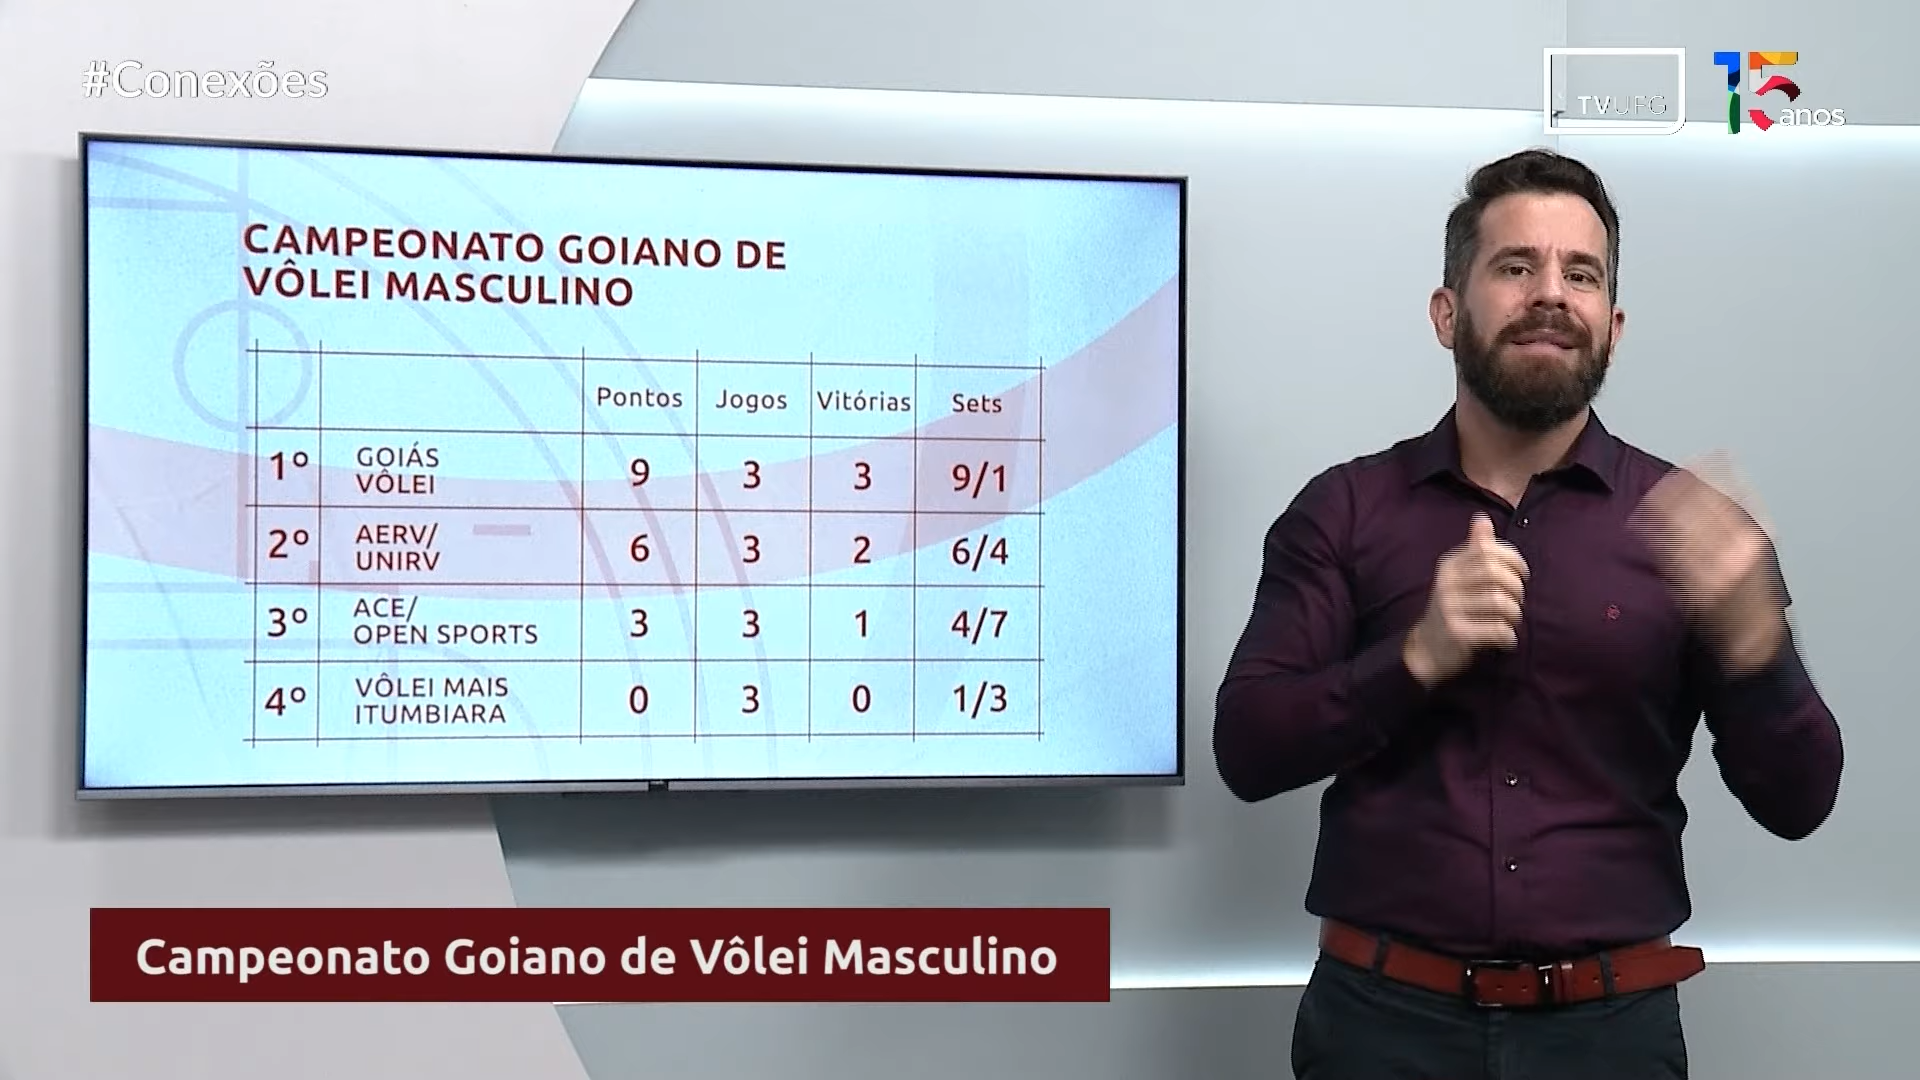 #Conexões
TVUFG
15
anos
CAMPEONATO GOIANO DE
VÔLEI MASCULINO
Pontos Jogos Vitórias Sets
1º GOIÁS VÔLEI 9 3 3 9/1
2º AERV/ UNIRV 6 3 2 6/4
3º ACE/ OPEN SPORTS 3 3 1 4/7
4º VÔLEI MAIS ITUMBIARA 0 3 0 1/3
Campeonato Goiano de Vôlei Masculino